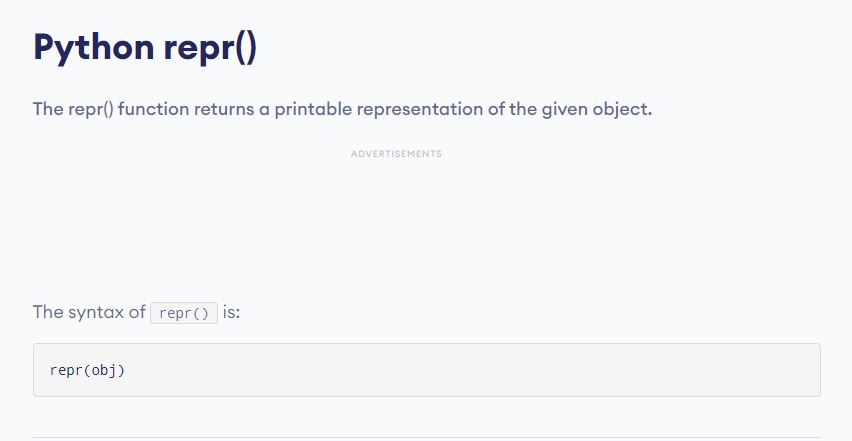 Python repr()
The repr() function returns a printable representation of the given object.
ADVERTISEMENTS
The syntax of repr() is:
repr(obj)